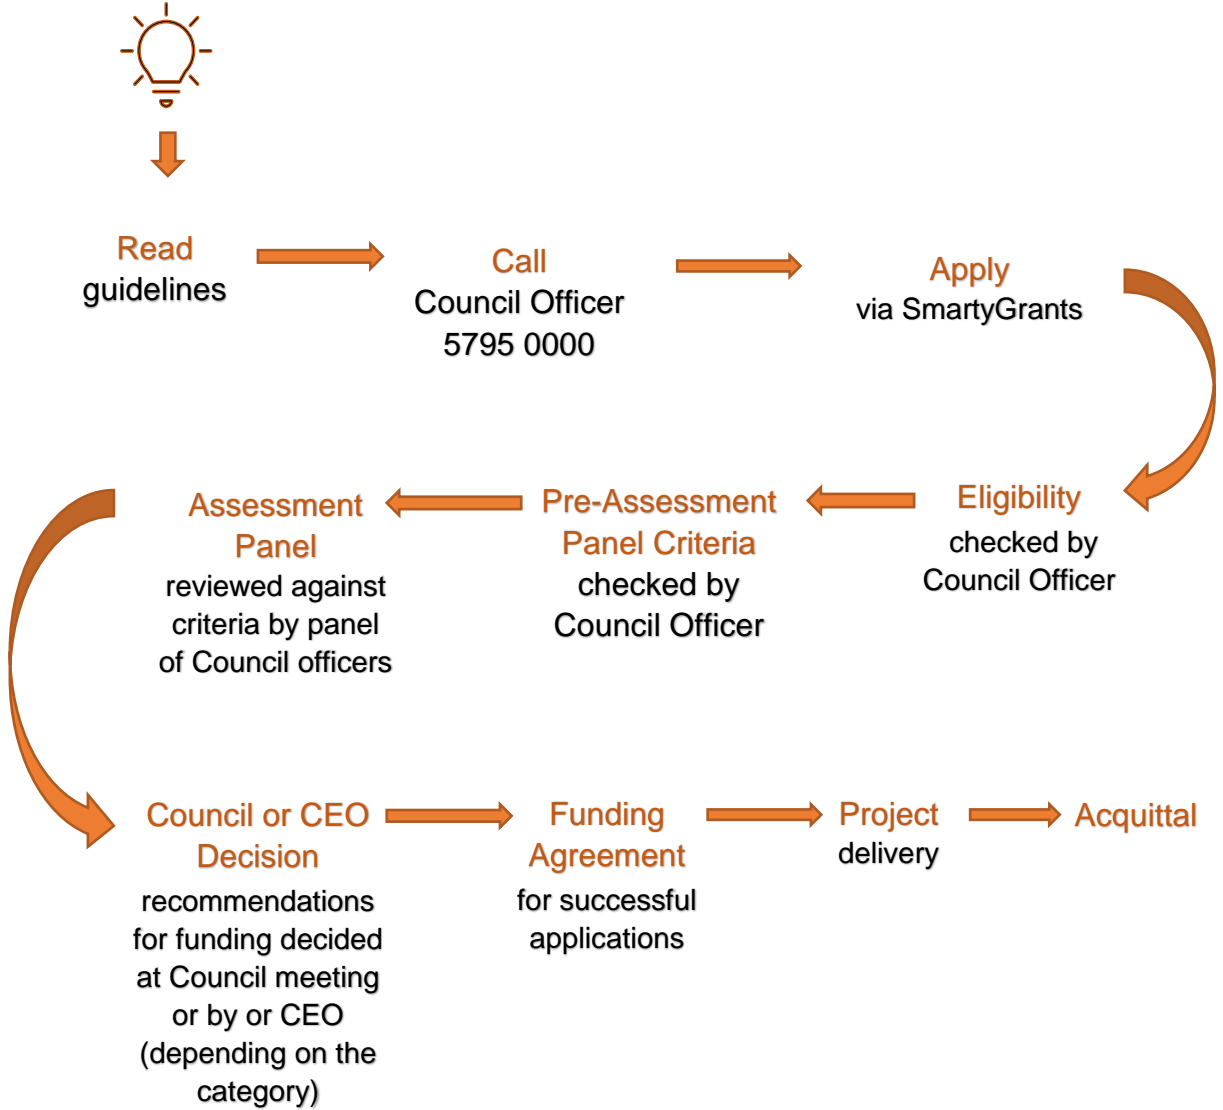 Read
guidelines
Call
Council Officer
5795 0000
Apply
via SmartyGrants
Eligibility
checked by
Council Officer
Pre-Assessment
Panel Criteria
checked by
Council Officer
Assessment
Panel
reviewed against
criteria by panel
of Council officers
Council or CEO
Decision
recommendations
for funding decided
at Council meeting
or by or CEO
(depending on the
category)
Funding
Agreement
for successful
applications
Project
delivery
Acquittal